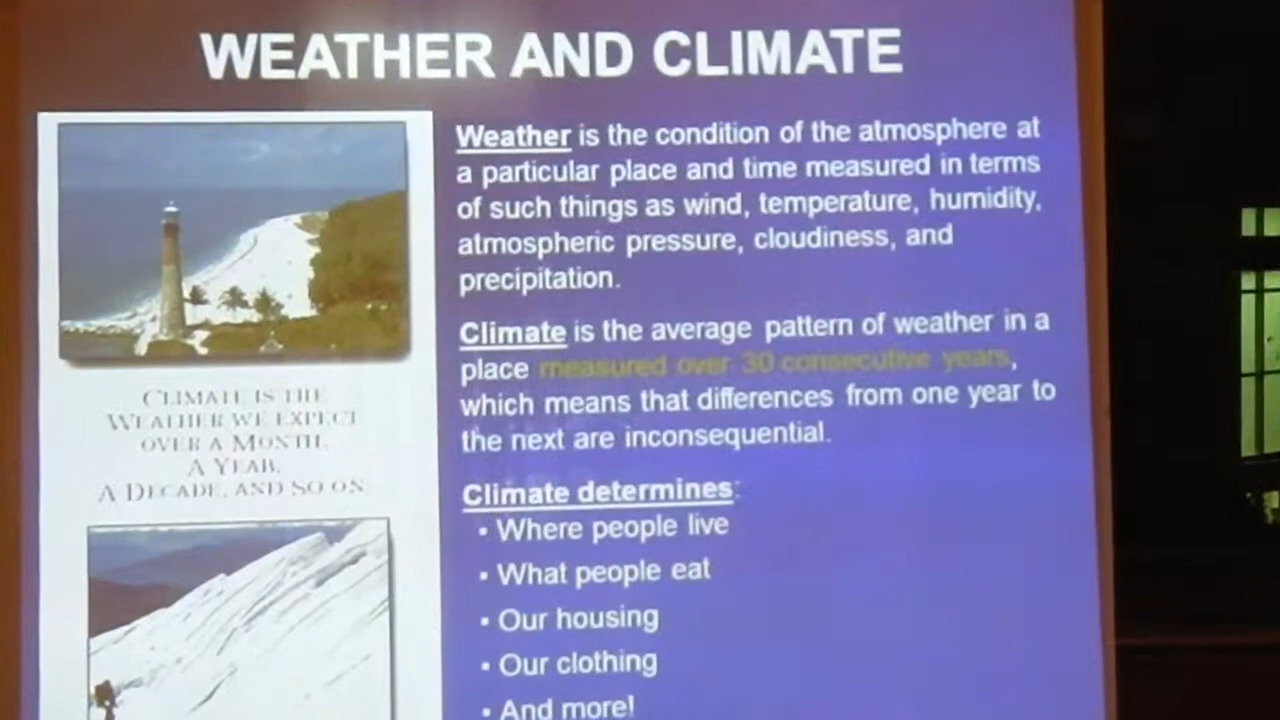 WEATHER AND CLIMATE
CLIMATE IS THE
WEATHER WE EXPECT
OVER A MONTH,
A YEAR,
A DECADE, AND SO ON
Weather is the condition of the atmosphere at
a particular place and time measured in terms
of such things as wind, temperature, humidity,
atmospheric pressure, cloudiness, and
precipitation.
Climate is the average pattern of weather in a
place measured over 30 consecutive years,
which means that differences from one year to
the next are inconsequential.
Climate determines:
• Where people live
• What people eat
• Our housing
• Our clothing
• And more!